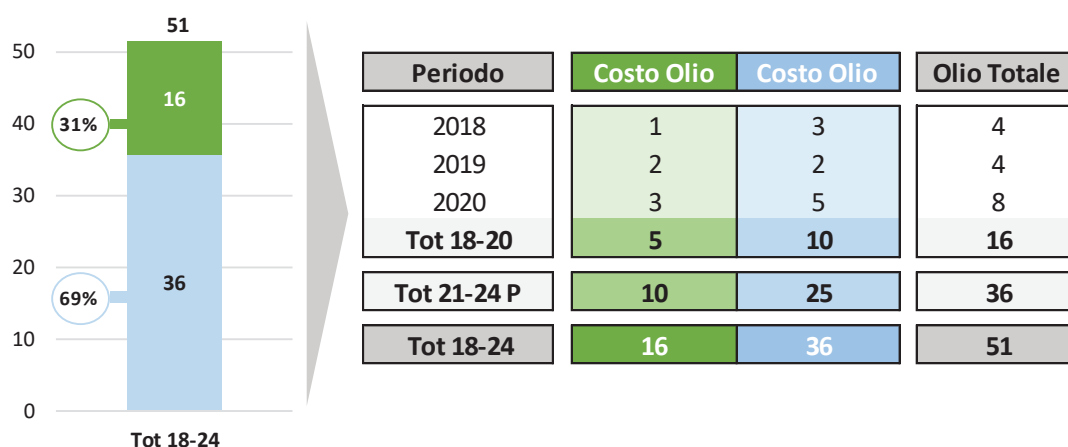 51
50
40
30
20
10
0
16
36
31%
69%
Tot 18-24
Periodo Costo Olio Costo Olio Olio Totale
2018 1 3 4
2019 2 2 4
2020 3 5 8
Tot 18-20 5 10 16
Tot 21-24 P 10 25 36
Tot 18-24 16 36 51